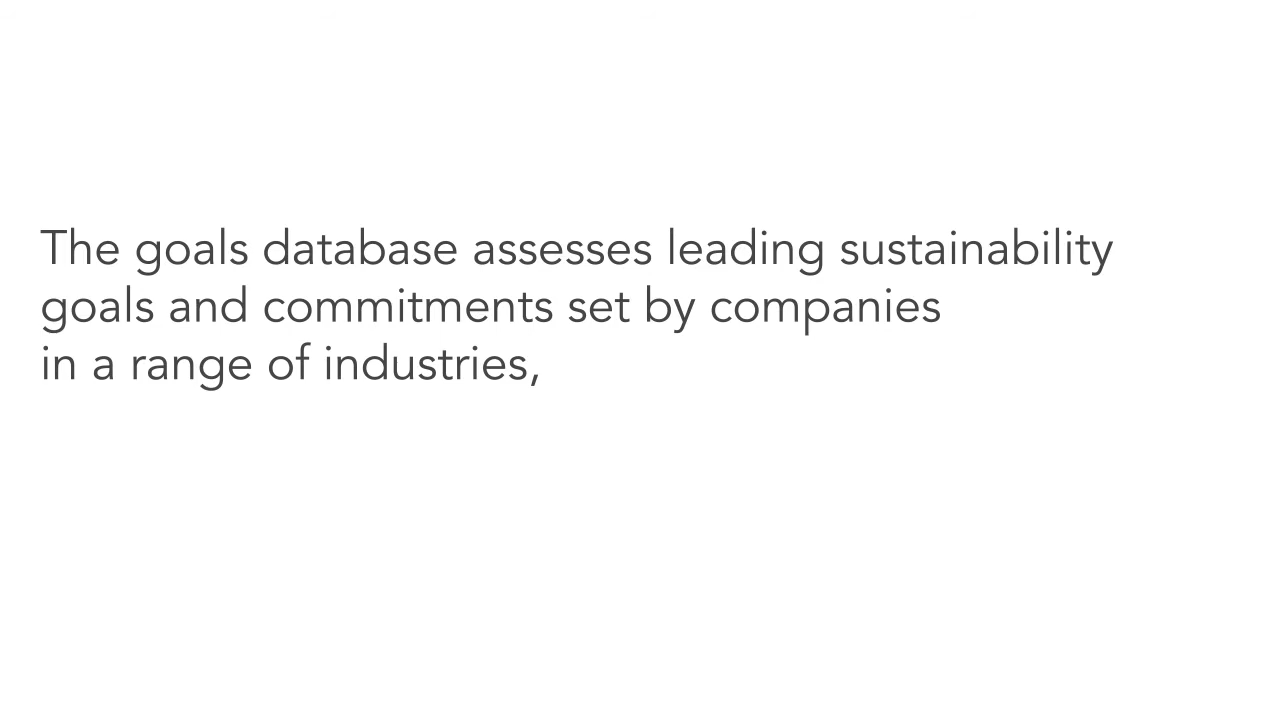 The goals database assesses leading sustainability
goals and commitments set by companies
in a range of industries,